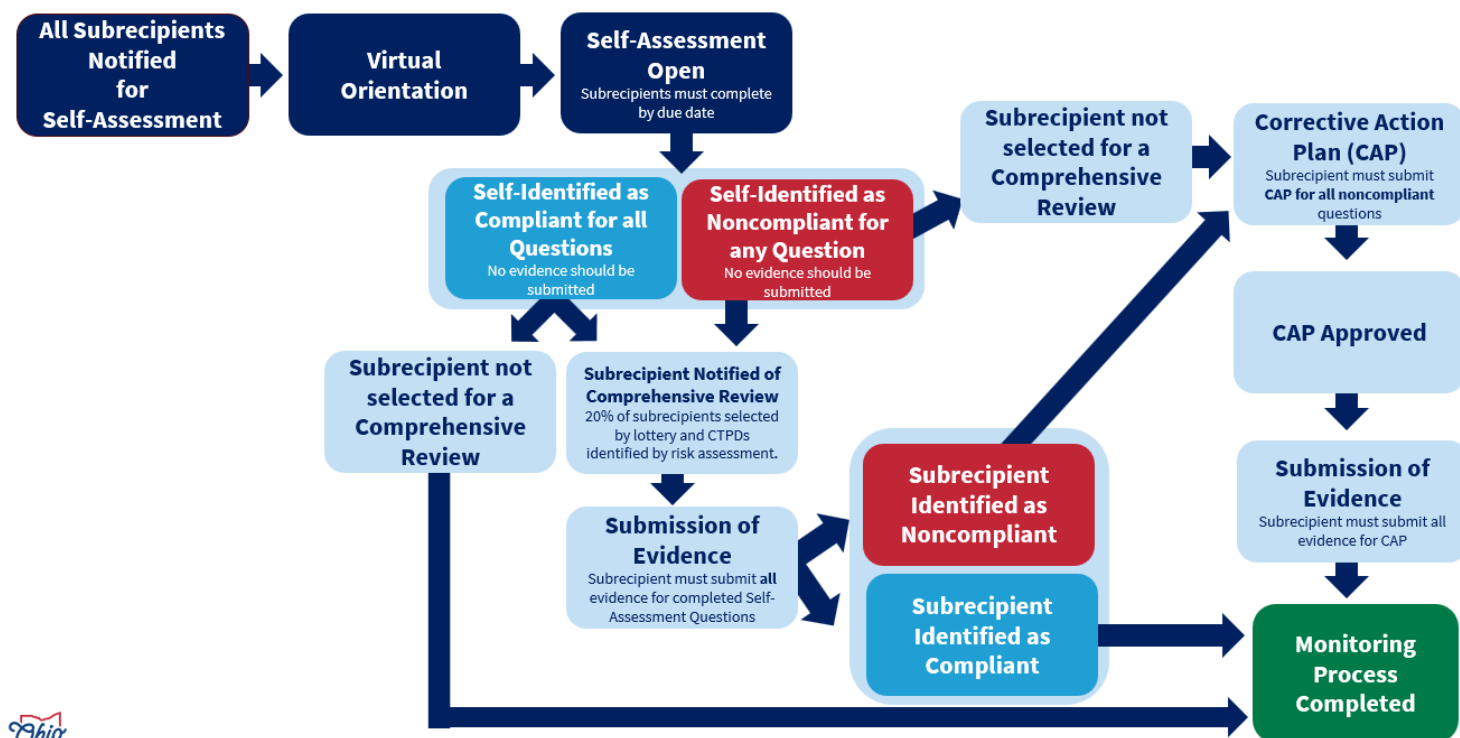 All Subrecipients
Notified
for
Self-Assessment
Virtual
Orientation
Self-Assessment
Open
Subrecipients must complete
by due date
Self-Identified as
Compliant for all
Questions
No evidence should be
submitted
Self-Identified as
Noncompliant for
any Question
No evidence should be
submitted
Subrecipient not
selected for a
Comprehensive
Review
Corrective Action
Plan (CAP)
Subrecipient must submit
CAP for all noncompliant
questions
CAP Approved
Subrecipient not
selected for a
Comprehensive
Review
Subrecipient Notified of
Comprehensive Review
20% of subrecipients selected
by lottery and CTPDs
identified by risk assessment.
Submission of
Evidence
Subrecipient must submit all
evidence for completed Self-
Assessment Questions
Subrecipient
Identified as
Noncompliant
Subrecipient
Identified as
Compliant
Submission of
Evidence
Subrecipient must submit all
evidence for CAP
Monitoring
Process
Completed
Ohio